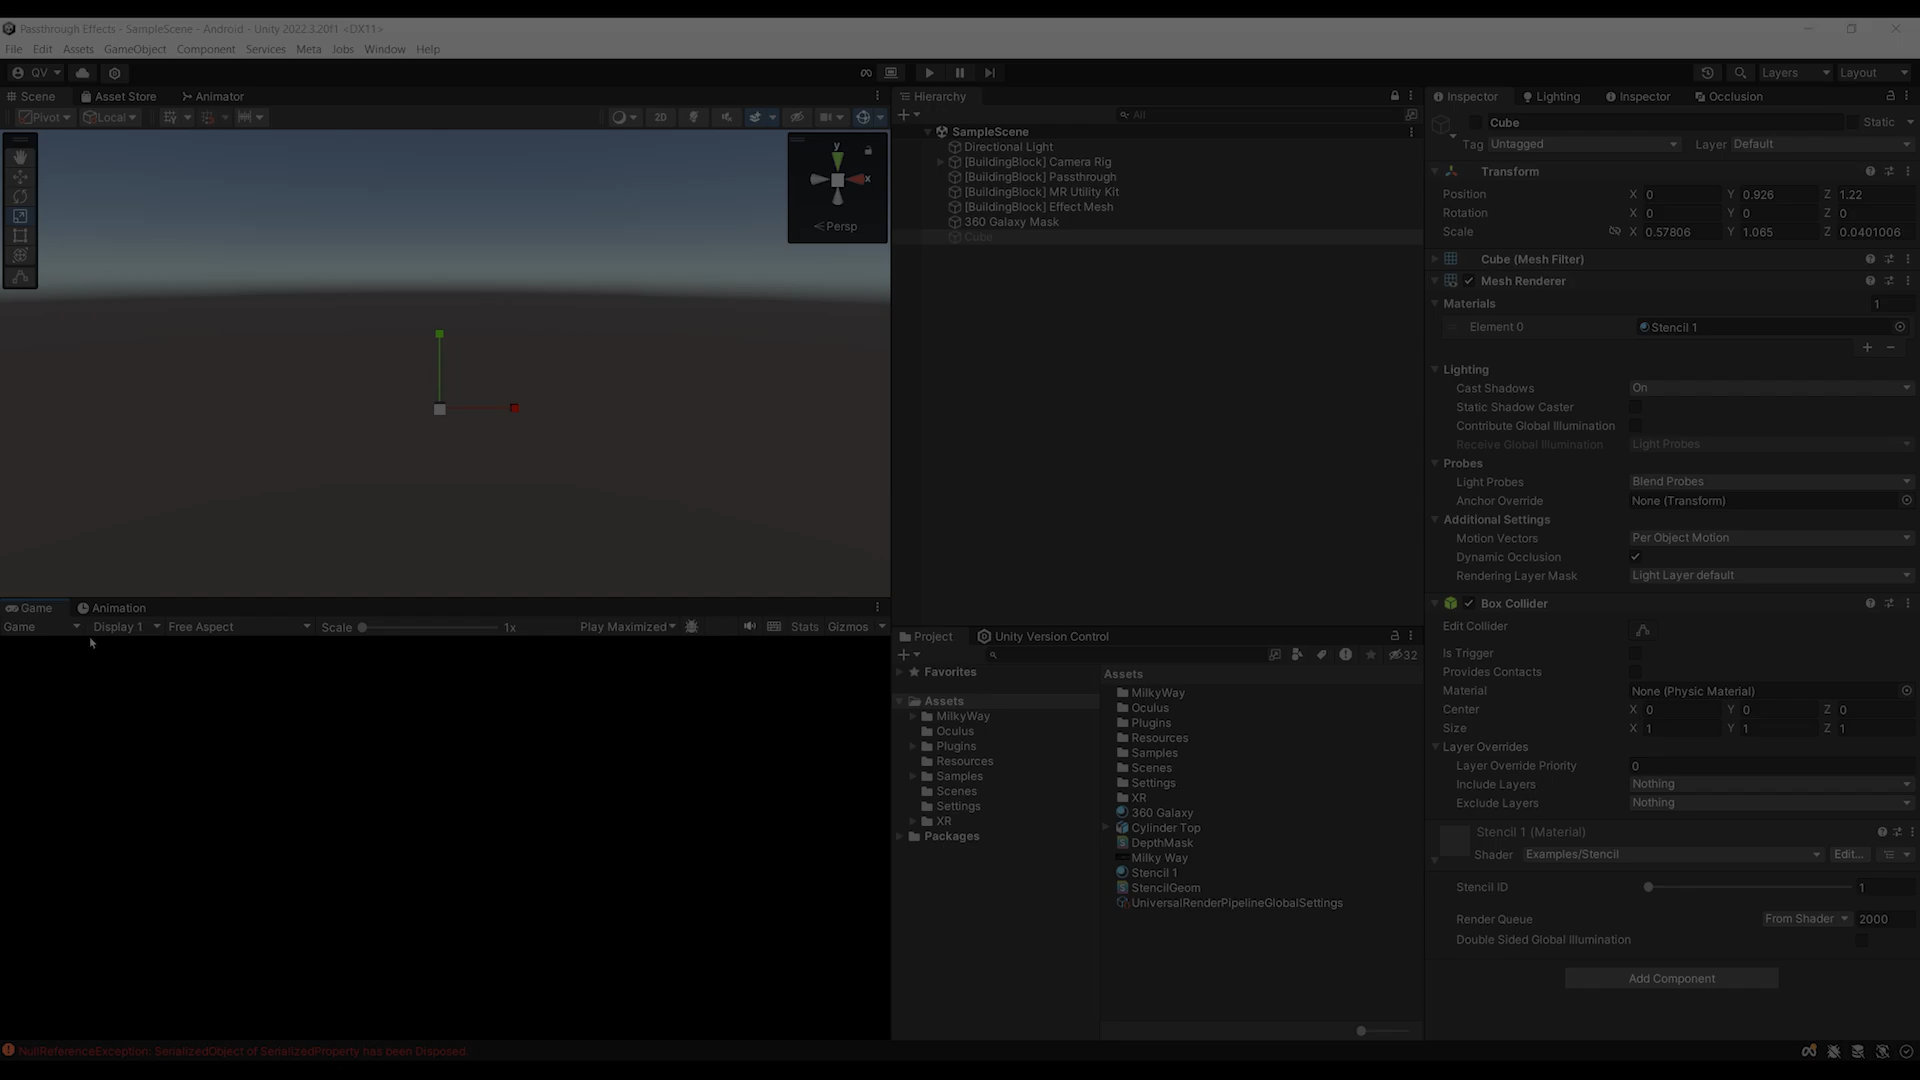 Passthrough Effects - SampleScene - Android - Unity 2022.3.20f1 <DX11>
File Edit Assets GameObject Component Services Meta Jobs Window Help
QV Layers Layout
Scene Asset Store Animator
Pivot Local 2D
y
x
Persp
Game Animation
Game Display 1 Free Aspect Scale 1x Play Maximized Stats Gizmos
Hierarchy
All
SampleScene
Directional Light
[BuildingBlock] Camera Rig
[BuildingBlock] Passthrough
[BuildingBlock] MR Utility Kit
[BuildingBlock] Effect Mesh
360 Galaxy Mask
Cube
Project Unity Version Control
32
Favorites
Assets
MilkyWay
Oculus
Plugins
Resources
Samples
Scenes
Settings
XR
Packages
Assets
MilkyWay
Oculus
Plugins
Resources
Samples
Scenes
Settings
XR
360 Galaxy
Cylinder Top
DepthMask
Milky Way
Stencil 1
StencilGeom
UniversalRenderPipelineGlobalSettings
Inspector Lighting Inspector Occlusion
Cube Static
Tag Untagged Layer Default
Transform
Position X 0 Y 0.926 Z 1.22
Rotation X 0 Y 0 Z 0
Scale X 0.57806 Y 1.065 Z 0.0401006
Cube (Mesh Filter)
Mesh Renderer
Materials 1
Element 0 Stencil 1
Lighting
Cast Shadows On
Static Shadow Caster
Contribute Global Illumination
Receive Global Illumination Light Probes
Probes
Light Probes Blend Probes
Anchor Override None (Transform)
Additional Settings
Motion Vectors Per Object Motion
Dynamic Occlusion
Rendering Layer Mask Light Layer default
Box Collider
Edit Collider
Is Trigger
Provides Contacts
Material None (Physic Material)
Center X 0 Y 0 Z 0
Size X 1 Y 1 Z 1
Layer Overrides
Layer Override Priority 0
Include Layers Nothing
Exclude Layers Nothing
Stencil 1 (Material)
Shader Examples/Stencil Edit...
Stencil ID 1
Render Queue From Shader 2000
Double Sided Global Illumination
Add Component
NullReferenceException: SerializedObject of SerializedProperty has been Disposed.